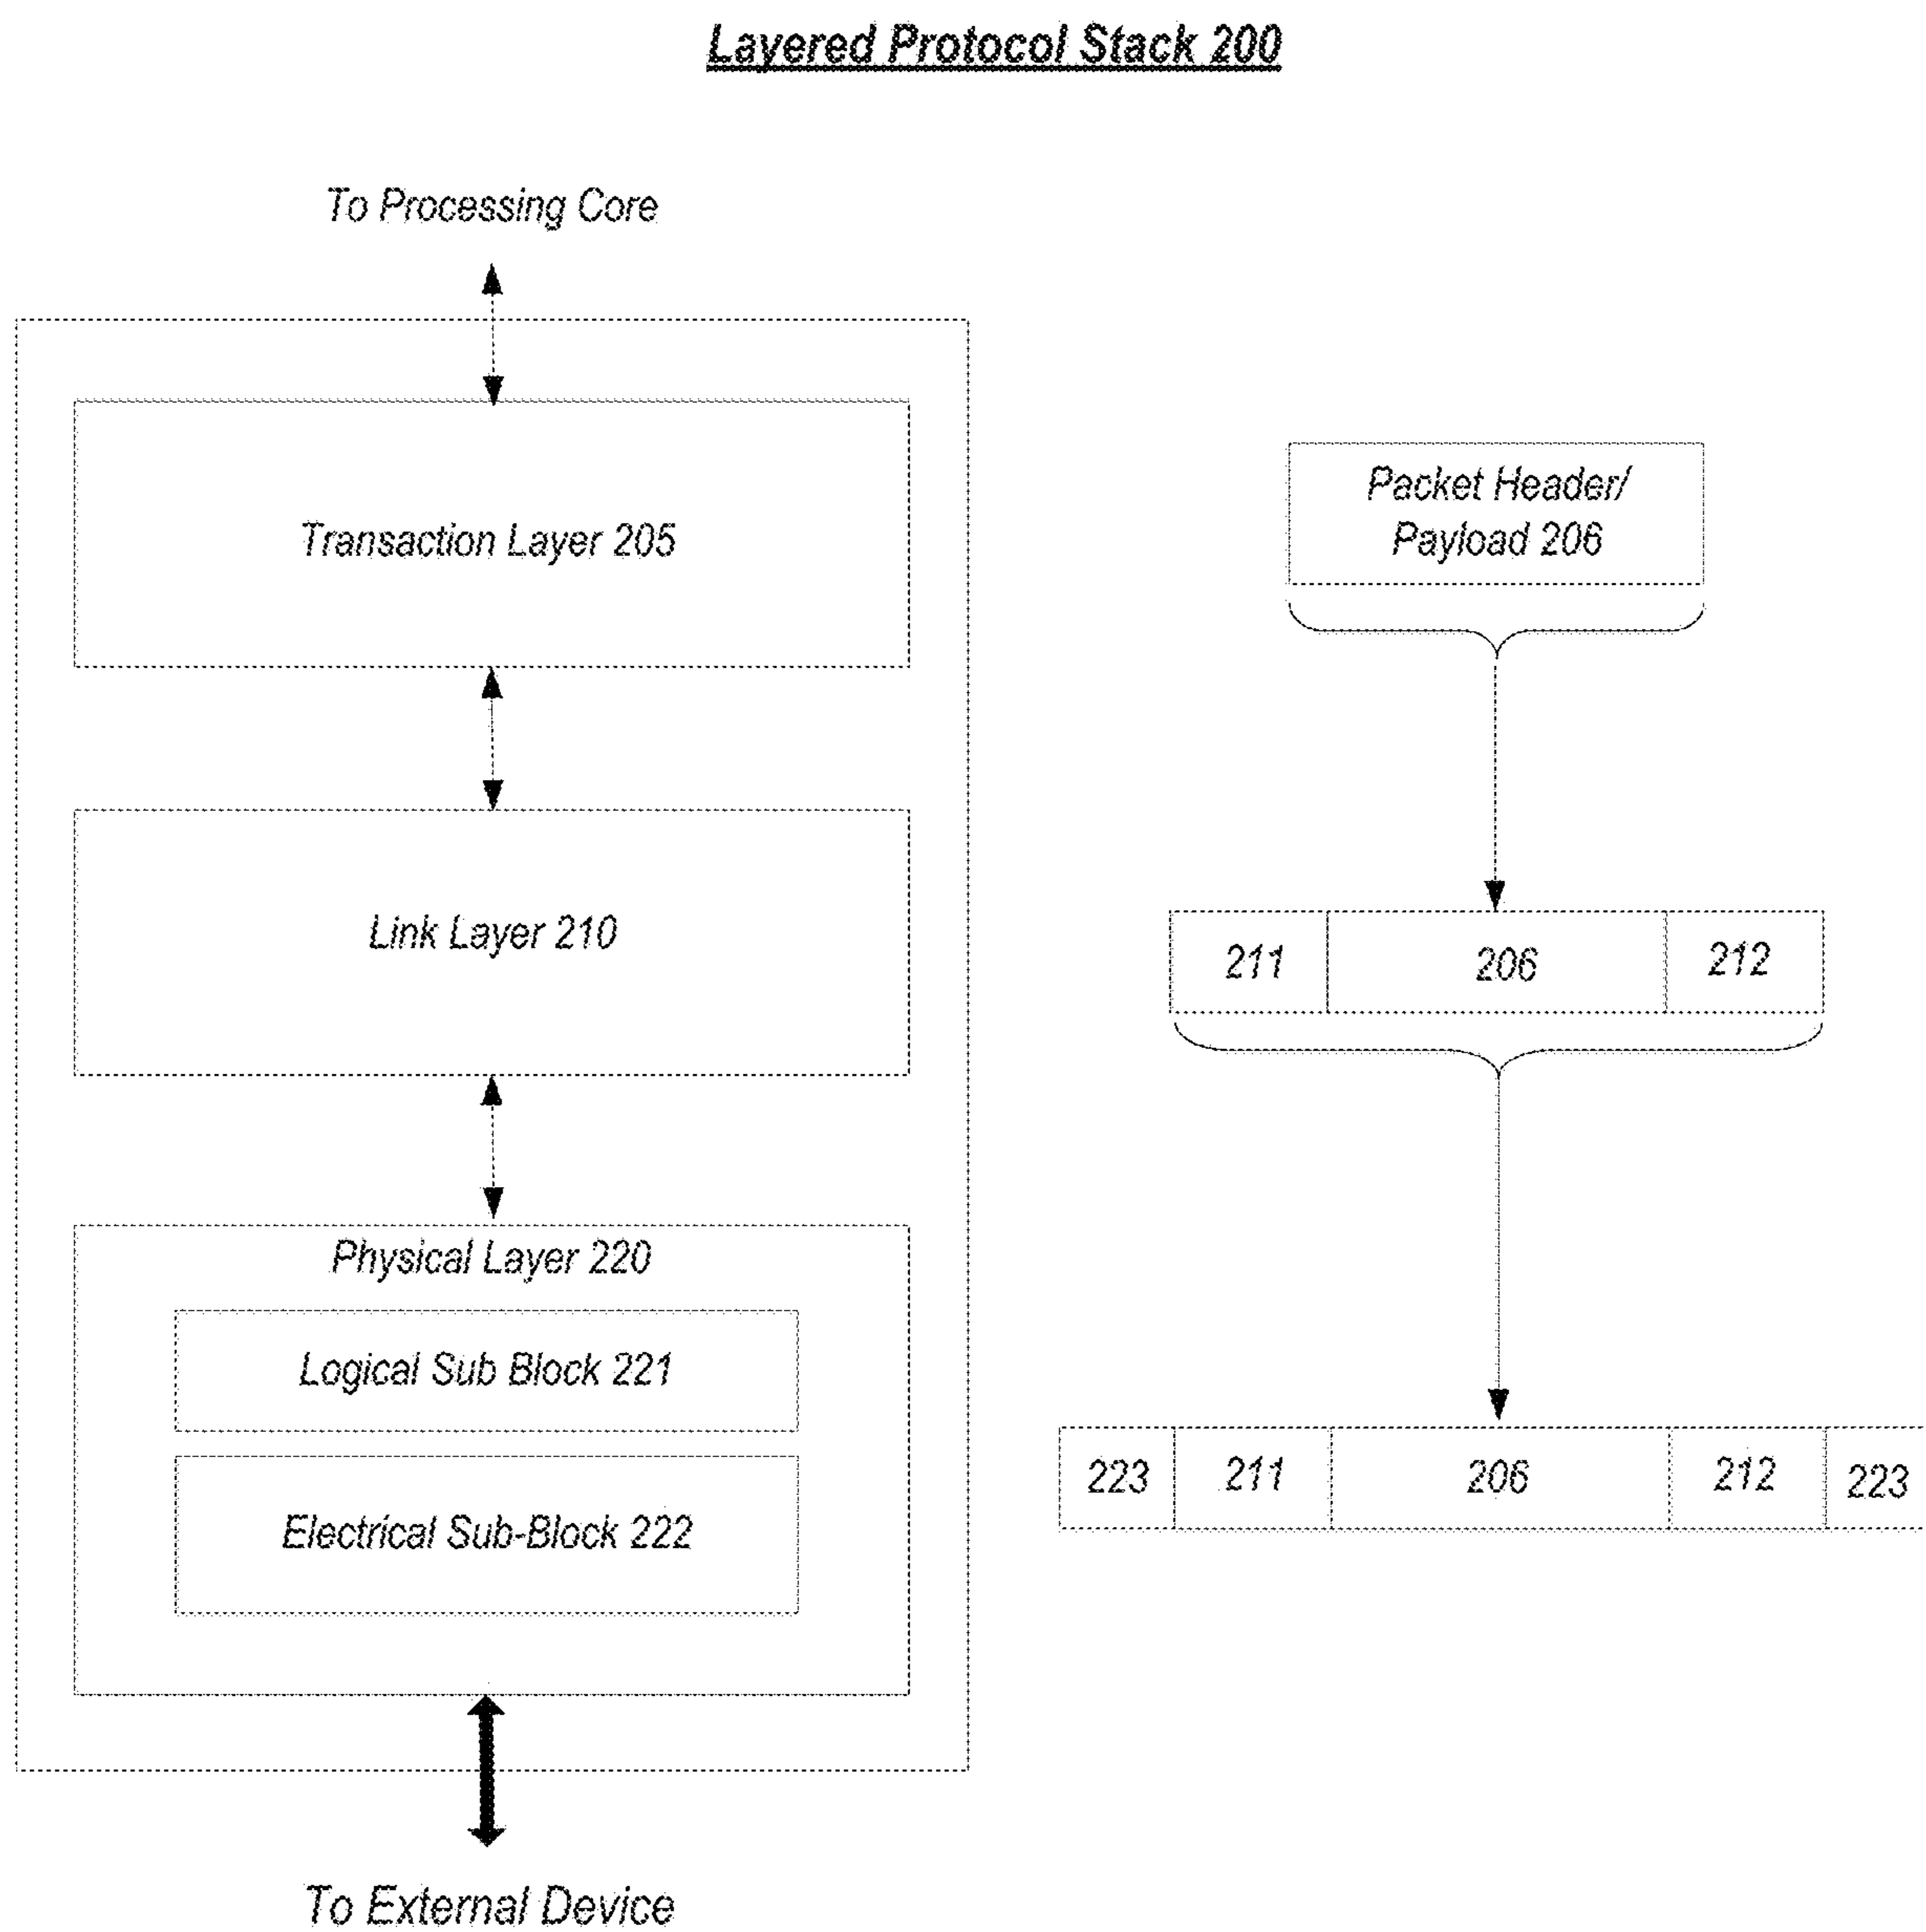 Layered Protocol Stack 200
To Processing Core
Transaction Layer 205
Link Layer 210
Physical Layer 220
Logical Sub Block 221
Electrical Sub-Block 222
To External Device
Packet Header/
Payload 206
211 206 212
223 211 206 212 223